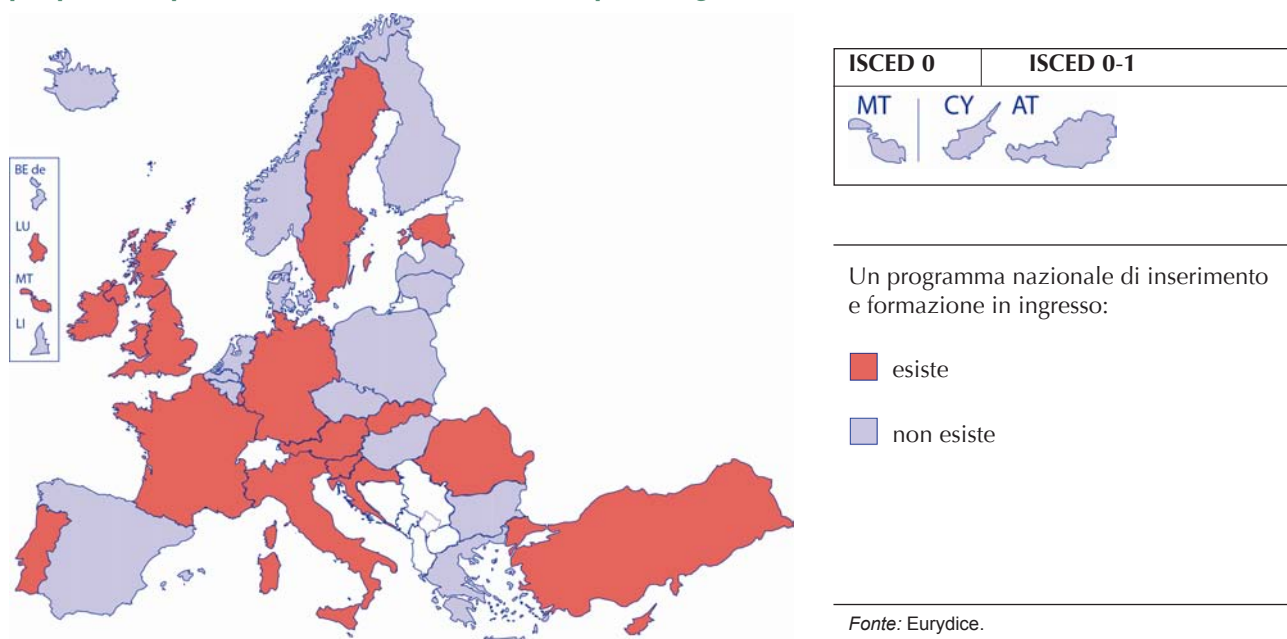 ISCED 0
ISCED 0-1
MT
CY
AT
BE de
LU
MT
LI
Un programma nazionale di inserimento
e formazione in ingresso:
esiste
non esiste
Fonte: Eurydice.